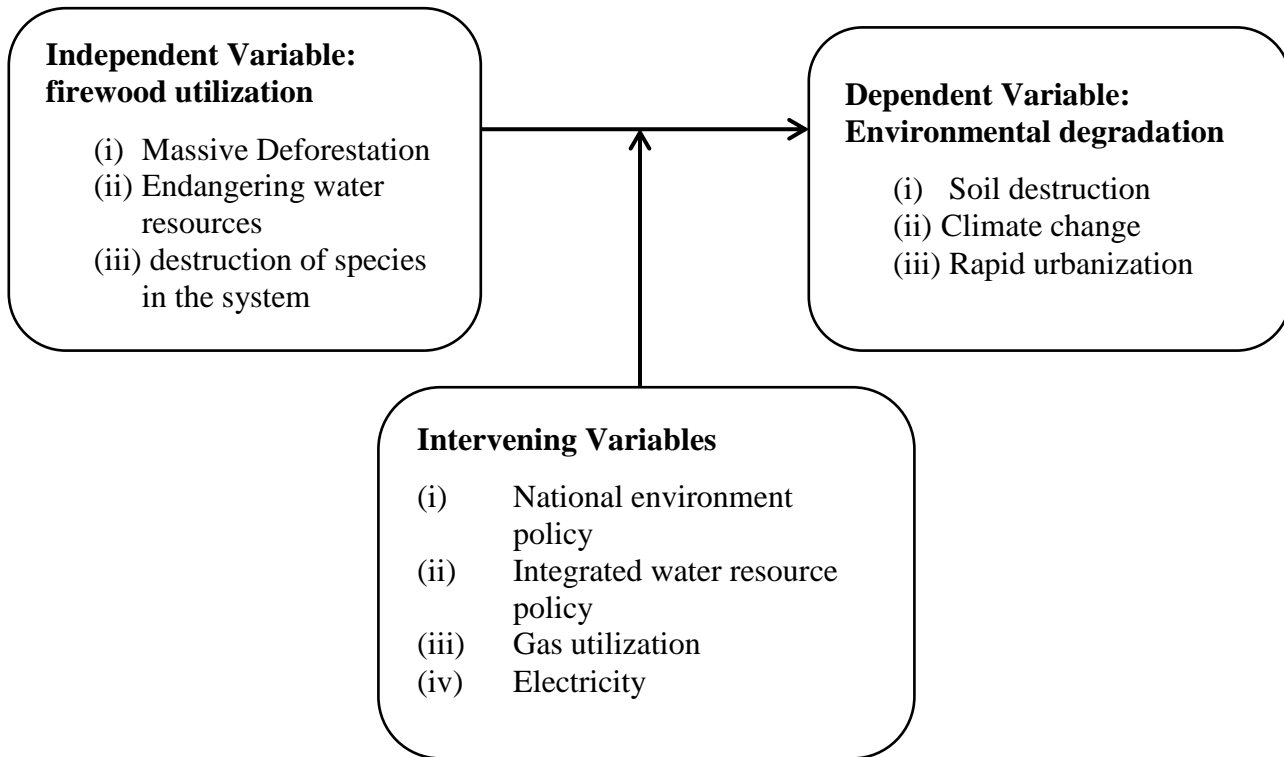 Independent Variable:
firewood utilization
(i) Massive Deforestation
(ii) Endangering water
resources
(iii) destruction of species
in the system
Dependent Variable:
Environmental degradation
(i) Soil destruction
(ii) Climate change
(iii) Rapid urbanization
Intervening Variables
(i) National environment
policy
(ii) Integrated water resource
policy
(iii) Gas utilization
(iv) Electricity